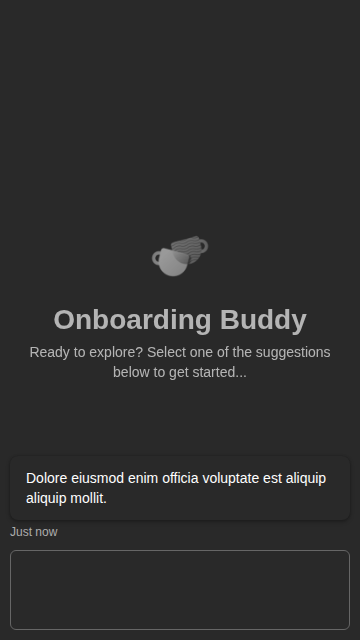 Onboarding Buddy
Ready to explore? Select one of the suggestions
below to get started...
Dolore eiusmod enim officia voluptate est aliquip
aliquip mollit.
Just now